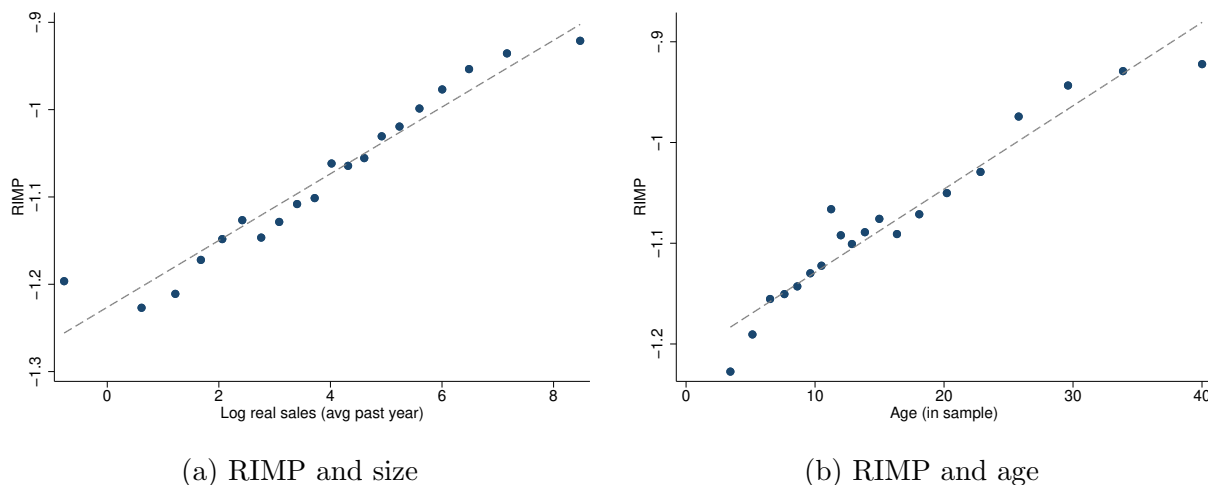 -.9
-1
-1.1
-1.2
-1.3
RIMP
0 2 4 6 8
Log real sales (avg past year)
(a) RIMP and size
-.9
-1
-1.1
-1.2
RIMP
0 10 20 30 40
Age (in sample)
(b) RIMP and age